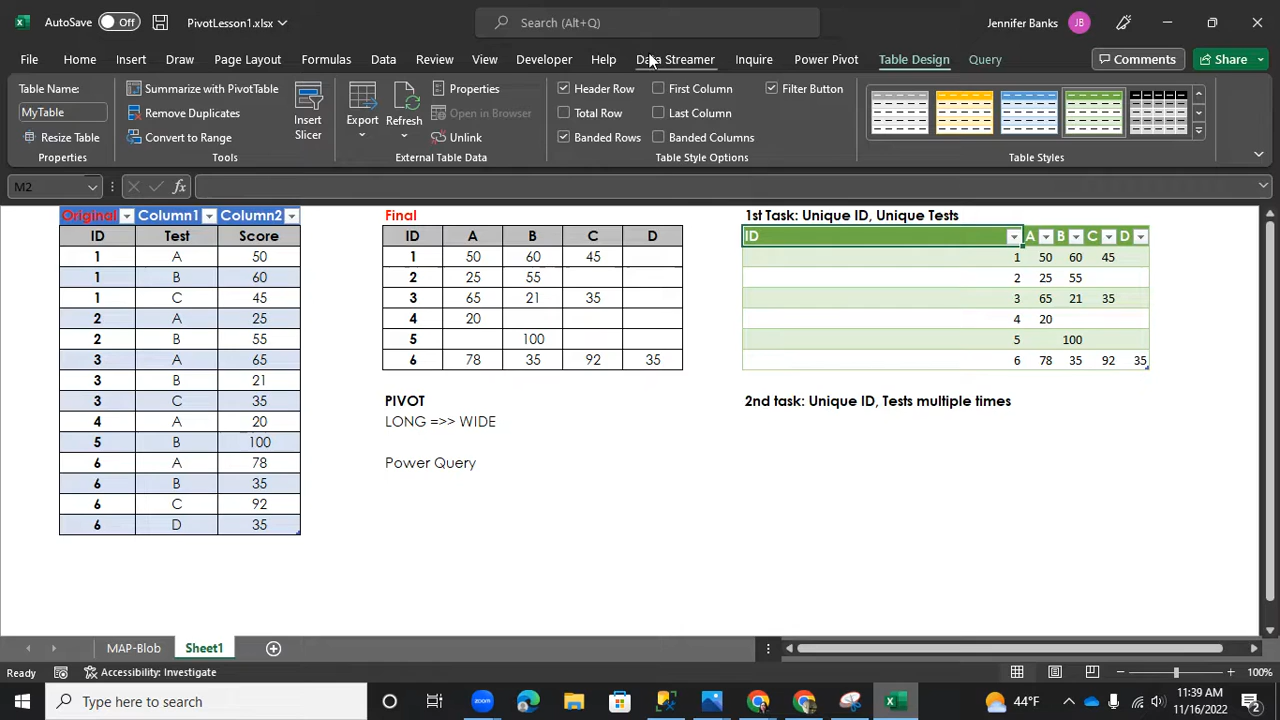 AutoSave Off PivotLesson1.xlsx Search (Alt+Q) Jennifer Banks JB
File Home Insert Draw Page Layout Formulas Data Review View Developer Help Data Streamer Inquire Power Pivot Table Design Query Comments Share
Table Name:
MyTable
Resize Table
Properties
Summarize with PivotTable
Remove Duplicates
Convert to Range
Insert
Slicer
Tools
Export
Refresh
Properties
Open in Browser
Unlink
External Table Data
Header Row First Column Filter Button
Total Row Last Column
Banded Rows Banded Columns
Table Style Options
Table Styles
M2 fx
Original Column1 Column2
ID Test Score
1 A 50
1 B 60
1 C 45
2 A 25
2 B 55
3 A 65
3 B 21
3 C 35
4 A 20
5 B 100
6 A 78
6 B 35
6 C 92
6 D 35
Final
ID A B C D
1 50 60 45
2 25 55
3 65 21 35
4 20
5 100
6 78 35 92 35
PIVOT
LONG =>> WIDE
Power Query
1st Task: Unique ID, Unique Tests
ID A B C D
1 50 60 45
2 25 55
3 65 21 35
4 20
5 100
6 78 35 92 35
2nd task: Unique ID, Tests multiple times
MAP-Blob Sheet1
Ready Accessibility: Investigate 100%
Type here to search zoom 44°F 11:39 AM
11/16/2022 2